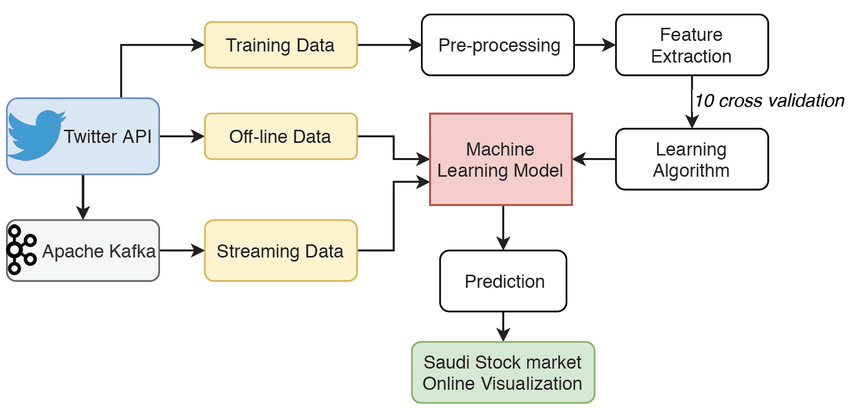 Training Data
Pre-processing
Feature
Extraction
10 cross validation
Twitter API
Off-line Data
Machine
Learning Model
Learning
Algorithm
Apache Kafka
Streaming Data
Prediction
Saudi Stock market
Online Visualization